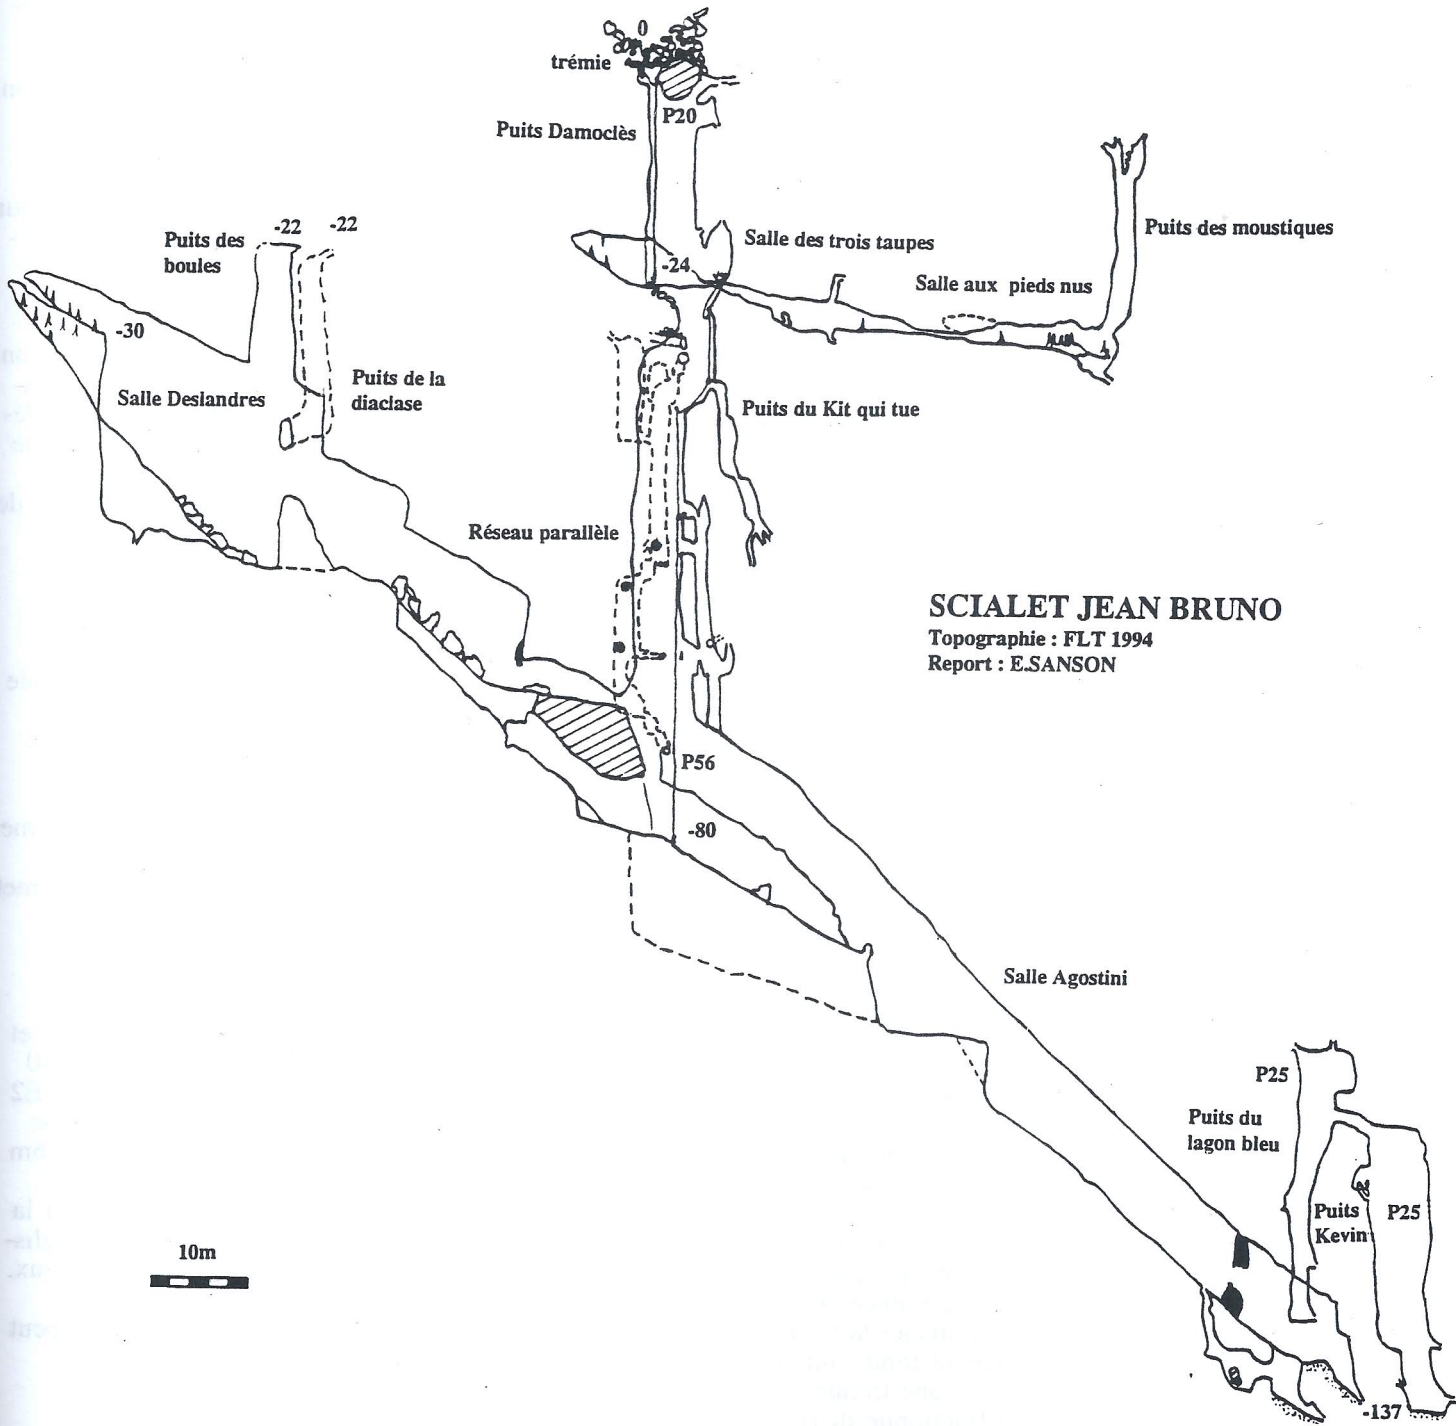 0
trémie
P20
Puits Damoclès
Puits des moustiques
-22
-22
Puits des
boules
Salle des trois taupes
-24
Salle aux pieds nus
-30
Puits de la
diaclase
Salle Deslandres
Puits du Kit qui tue
Réseau parallèle
SCIALET JEAN BRUNO
Topographie : FLT 1994
Report : E.SANSON
P56
-80
Salle Agostini
P25
Puits du
lagon bleu
Puits
Kevin
P25
10m
-137